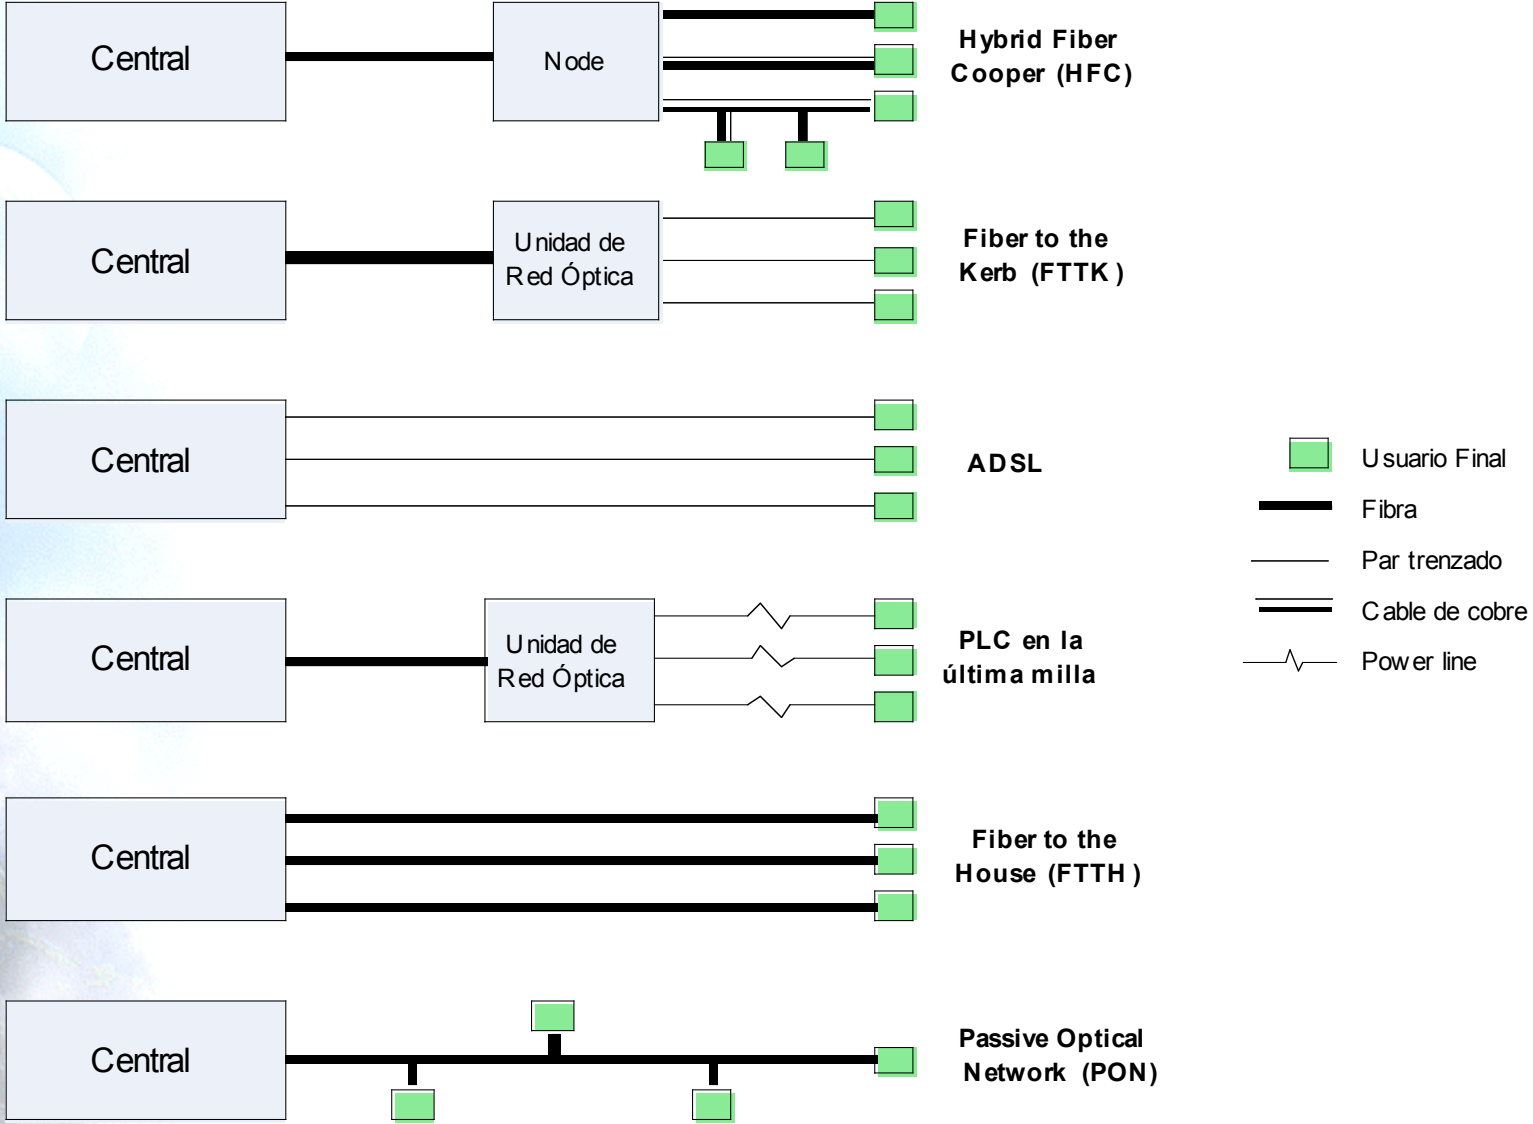 Central
Node
Hybrid Fiber
Cooper (HFC)
Central
Unidad de
Red Óptica
Fiber to the
Kerb (FTTK)
Central
ADSL
Usuario Final
Fibra
Par trenzado
Cable de cobre
Power line
Central
Unidad de
Red Óptica
PLC en la
última milla
Central
Fiber to the
House (FTTH)
Central
Passive Optical
Network (PON)